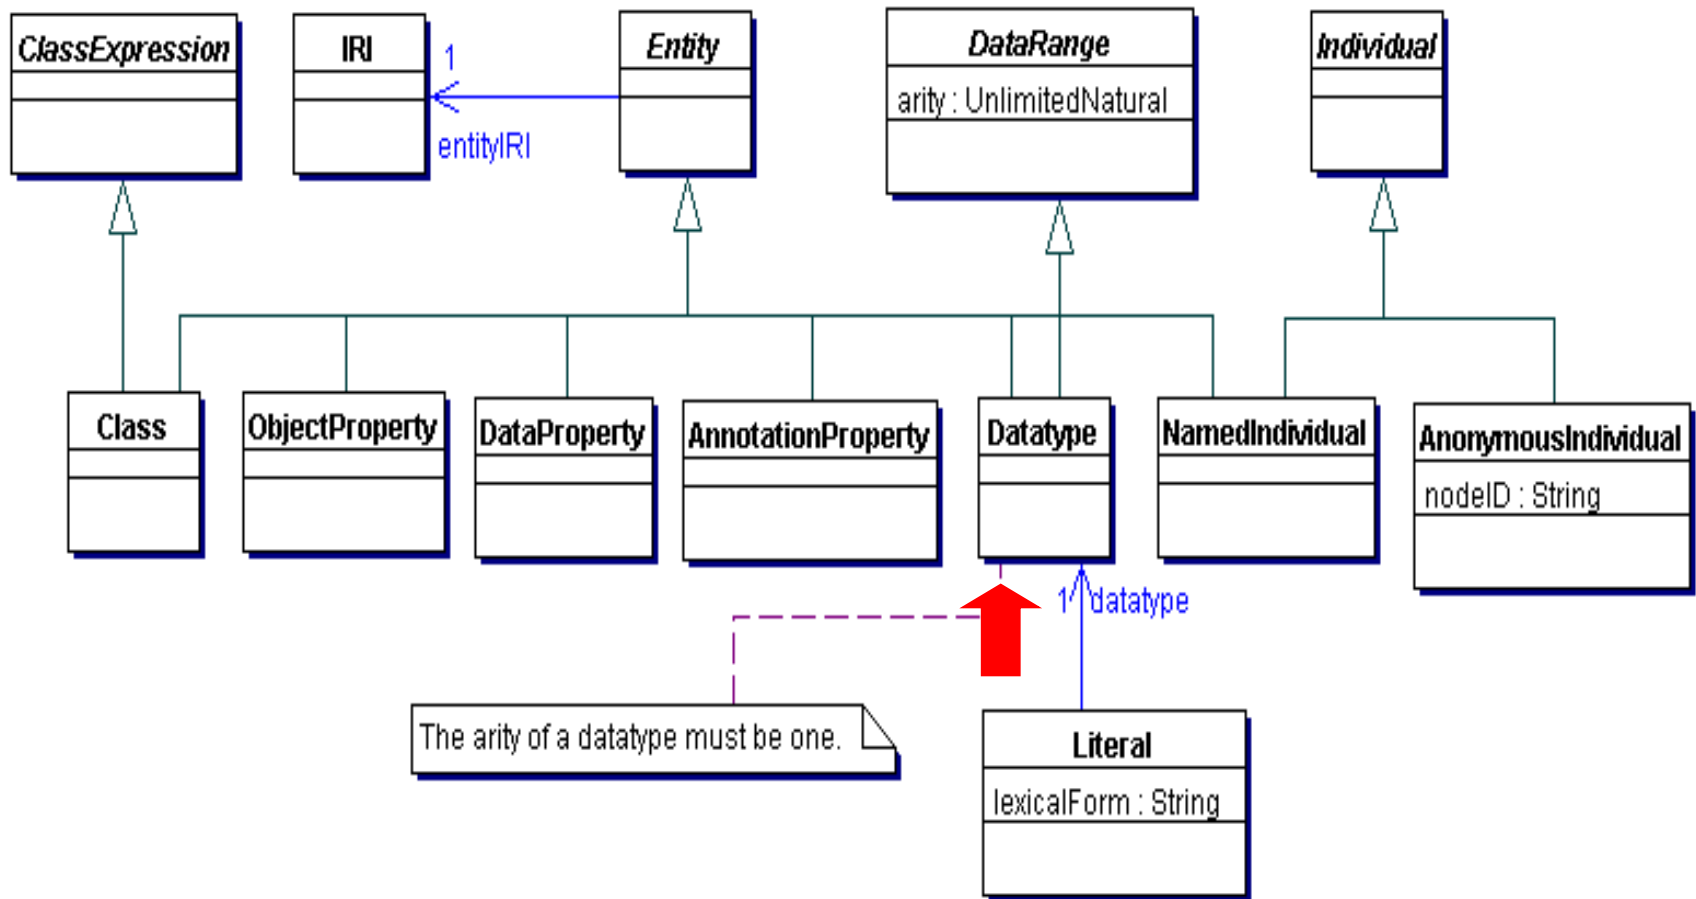 ClassExpression
IRI
1
entityIRI
Entity
DataRange
arity : UnlimitedNatural
Individual
Class
ObjectProperty
DataProperty
AnnotationProperty
Datatype
NamedIndividual
AnonymousIndividual
nodeID : String
1 datatype
The arity of a datatype must be one.
Literal
lexicalForm : String